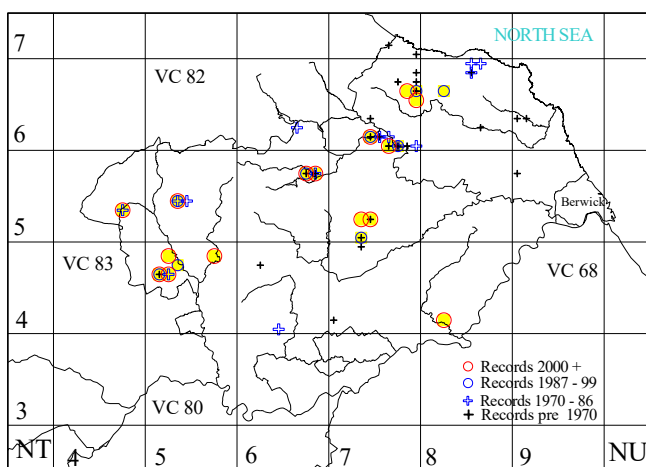 7
NORTH SEA
VC 82
6
Berwick
5
VC 83
VC 68
4
Records 2000 +
Records 1987 - 99
Records 1970 - 86
VC 80
Records pre 1970
3
NT 4 5 6 7 8 9 NU